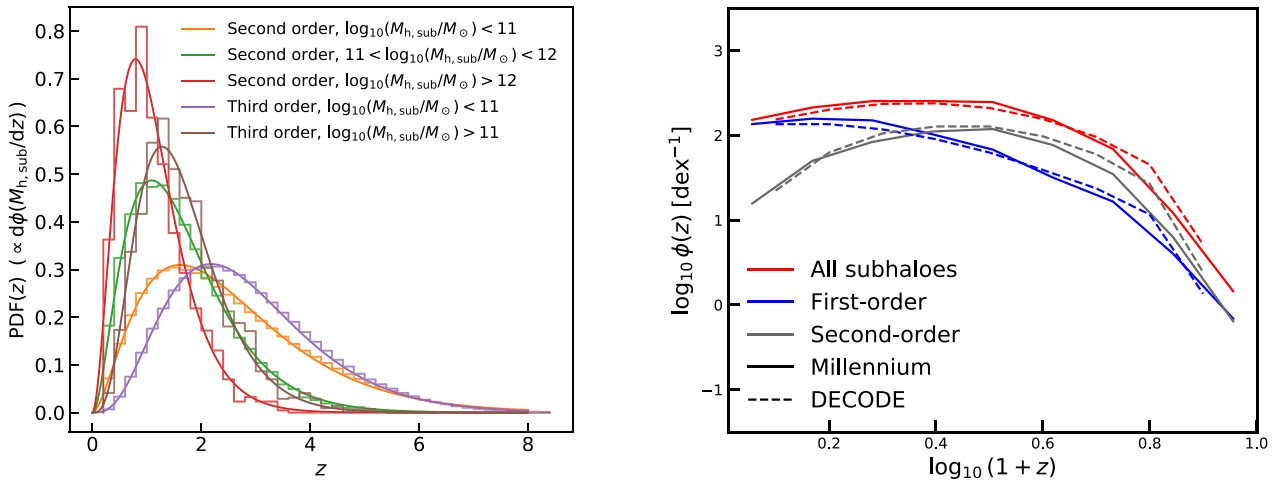 PDF(z) ( ∝ dϕ(M_h,sub/dz)
0.8
0.7
0.6
0.5
0.4
0.3
0.2
0.1
0.0
Second order, log₁₀(M_h,sub/M⊙) < 11
Second order, 11 < log₁₀(M_h,sub/M⊙) < 12
Second order, log₁₀(M_h,sub/M⊙) > 12
Third order, log₁₀(M_h,sub/M⊙) < 11
Third order, log₁₀(M_h,sub/M⊙) > 11
0 2 4 6 8
z
log₁₀ ϕ(z) [dex⁻¹]
3
2
1
0
−1
All subhaloes
First-order
Second-order
Millennium
DECODE
0.2 0.4 0.6 0.8 1.0
log₁₀ (1 + z)